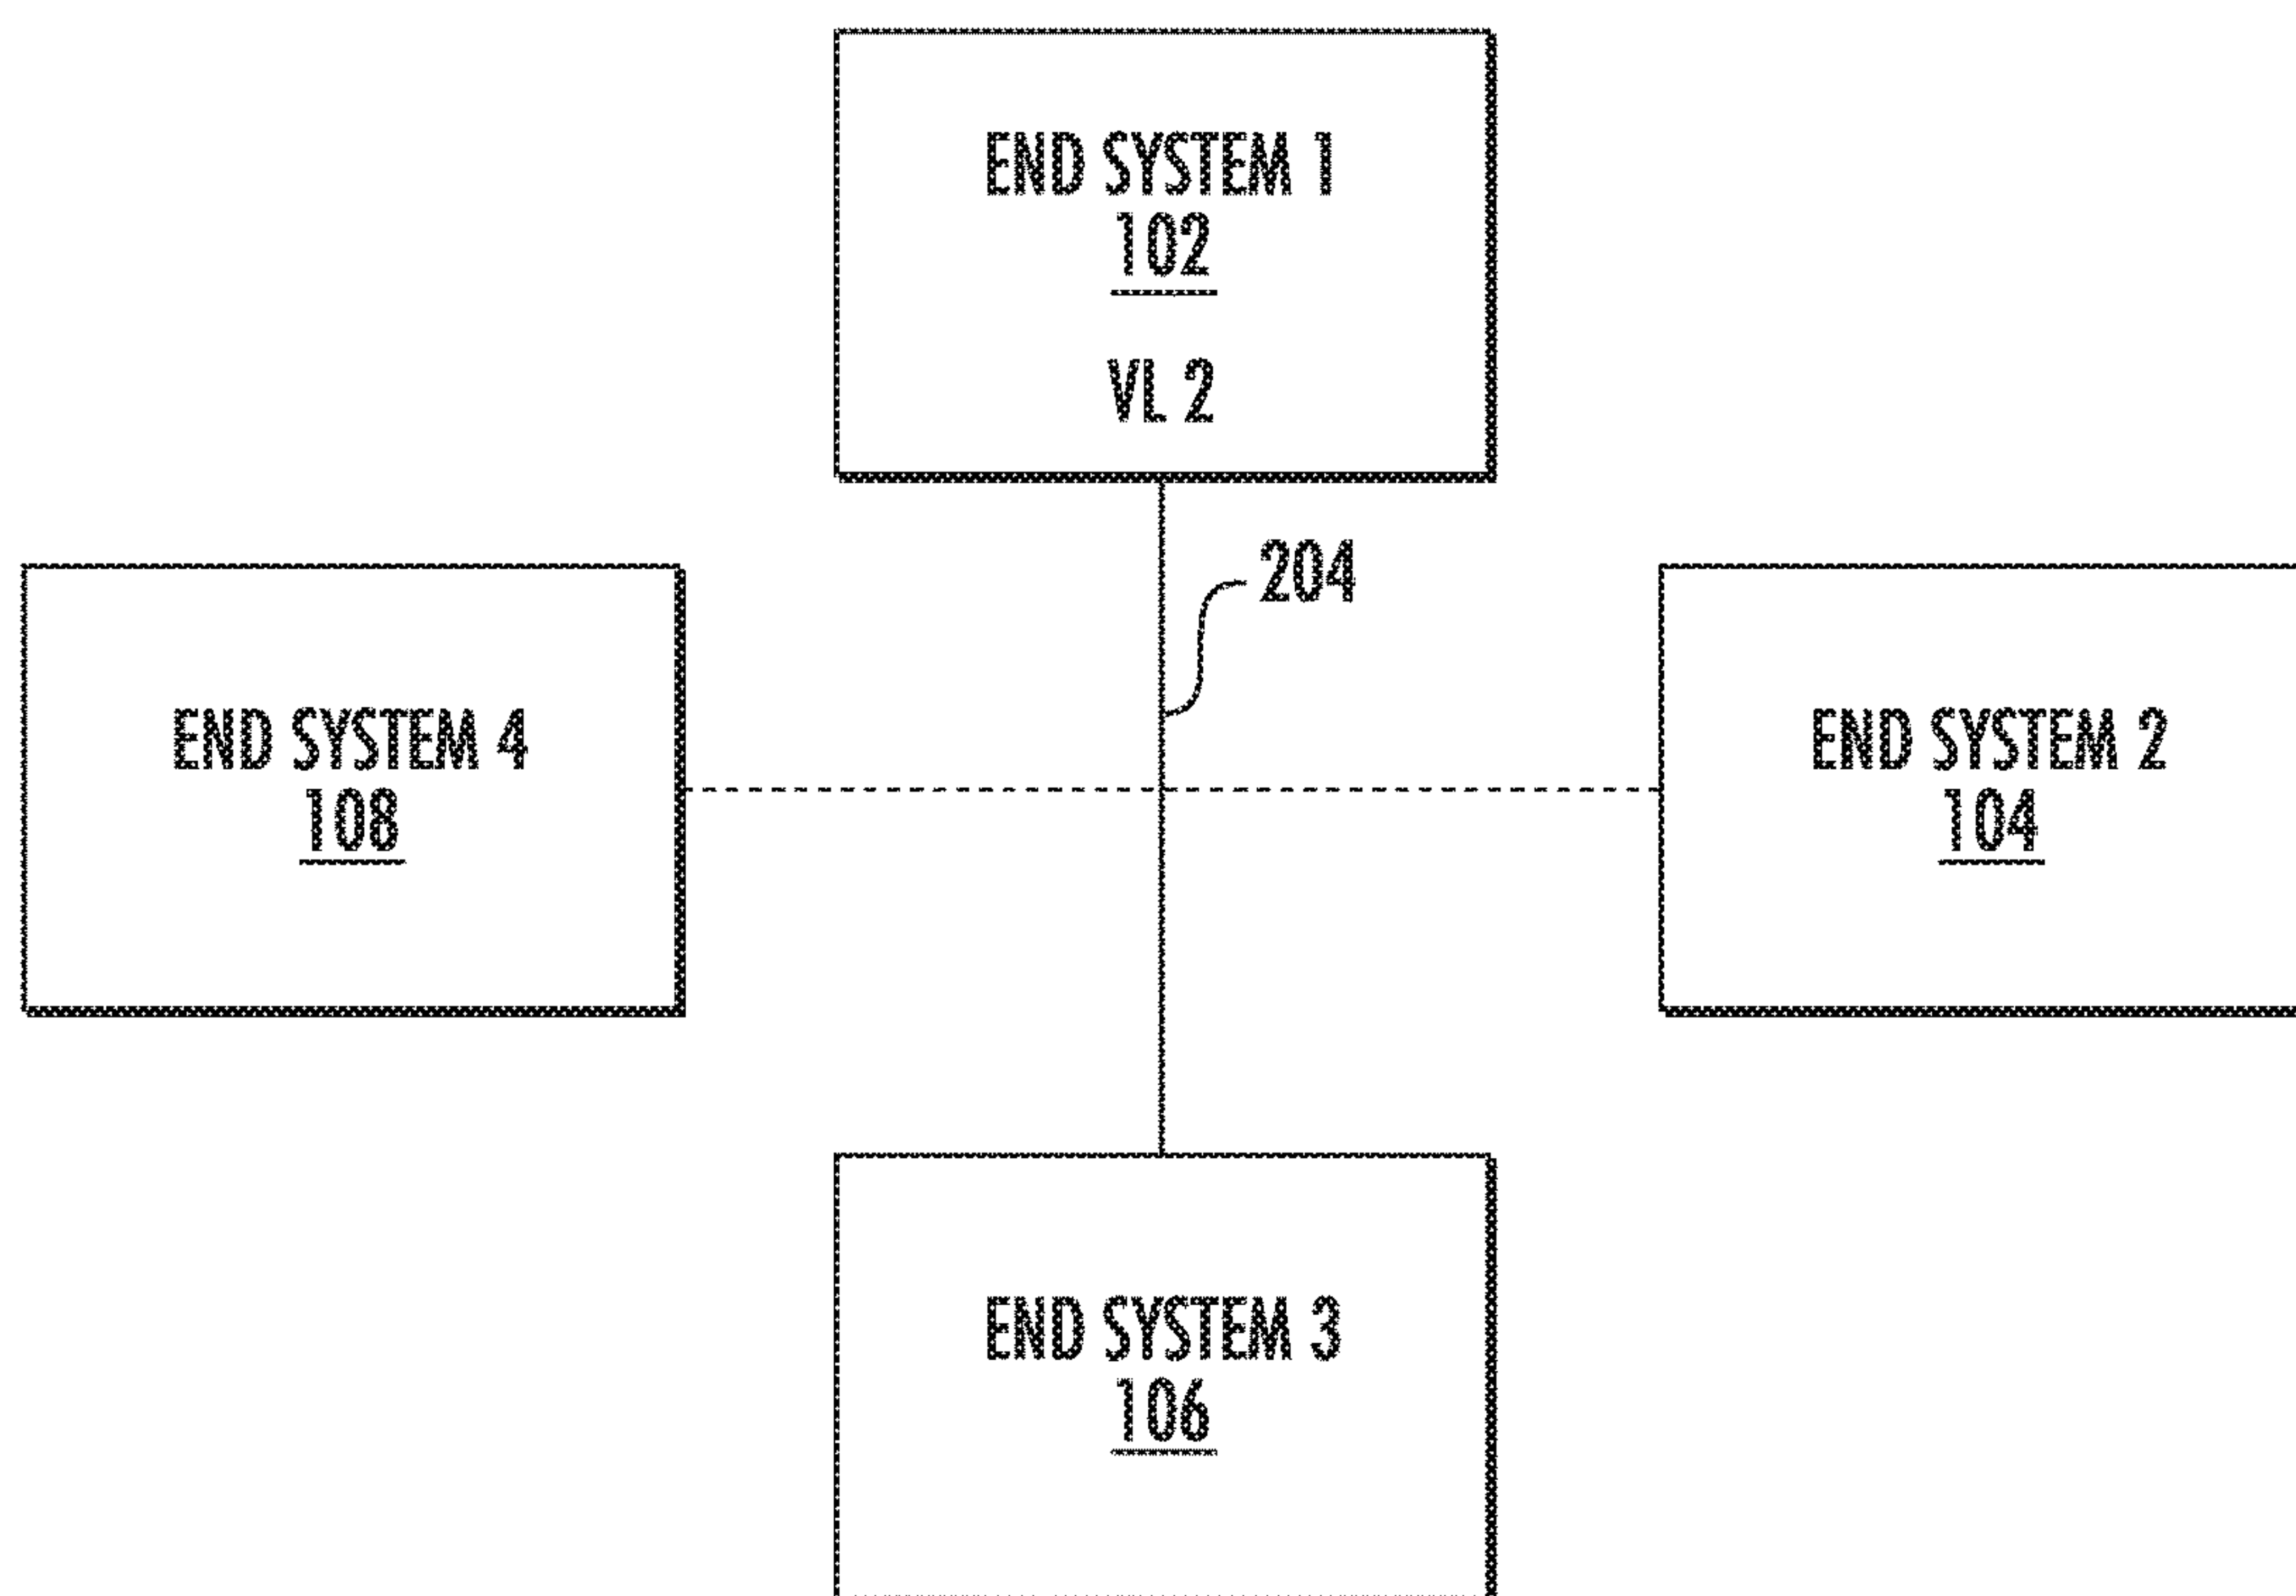 END SYSTEM 1
102
VL 2
204
END SYSTEM 4
108
END SYSTEM 2
104
END SYSTEM 3
106